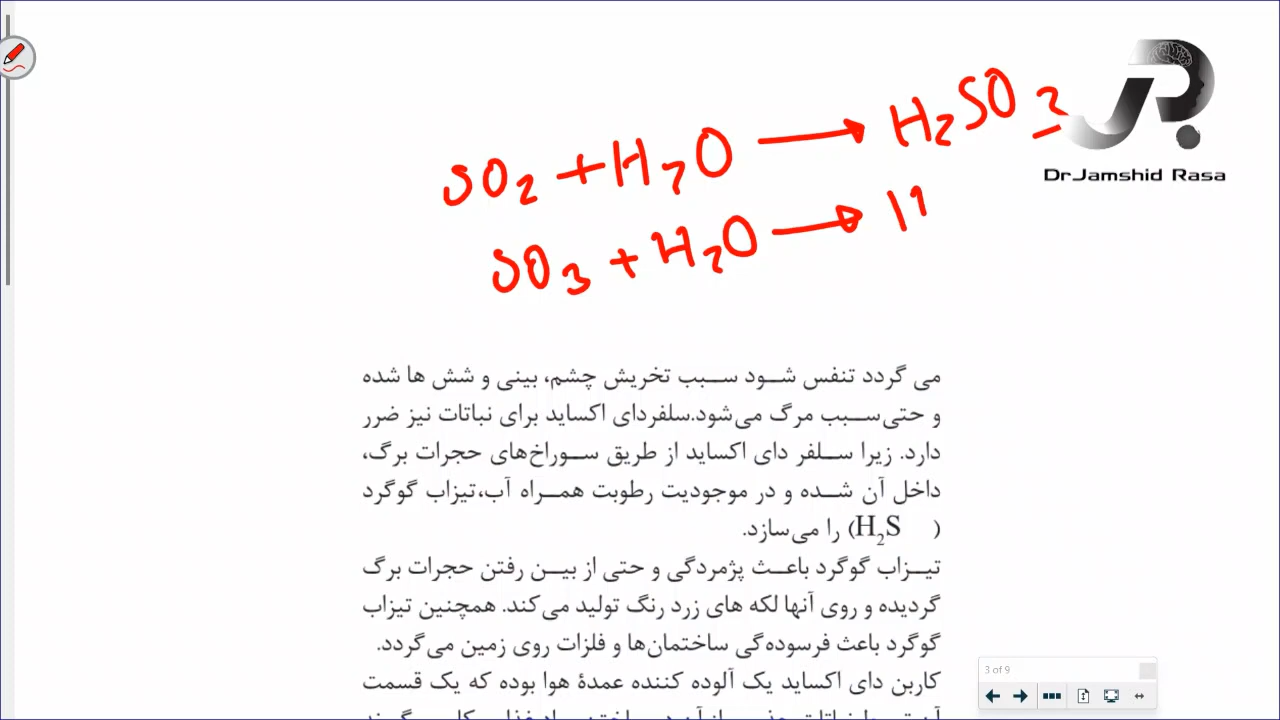 SO₂ + H₂O → H₂SO₃
SO₃ + H₂O →
Dr.Jamshid Rasa
می گردد تنفس شود سبب تخریش چشم، بینی و شش ها شده
و حتی سبب مرگ می‌شود.سلفردای اکساید برای نباتات نیز ضرر
دارد. زیرا سلفر دای اکساید از طریق سوراخ‌های حجرات برگ،
داخل آن شده و در موجودیت رطوبت همراه آب،تیزاب گوگرد
(H₂S ) را می‌سازد.
تیزاب گوگرد باعث پژمردگی و حتی از بین رفتن حجرات برگ
گردیده و روی آنها لکه های زرد رنگ تولید می‌کند. همچنین تیزاب
گوگرد باعث فرسوده‌گی ساختمان‌ها و فلزات روی زمین می‌گردد.
کاربن دای اکساید یک آلوده کننده عمدهٔ هوا بوده که یک قسمت
3 of 9